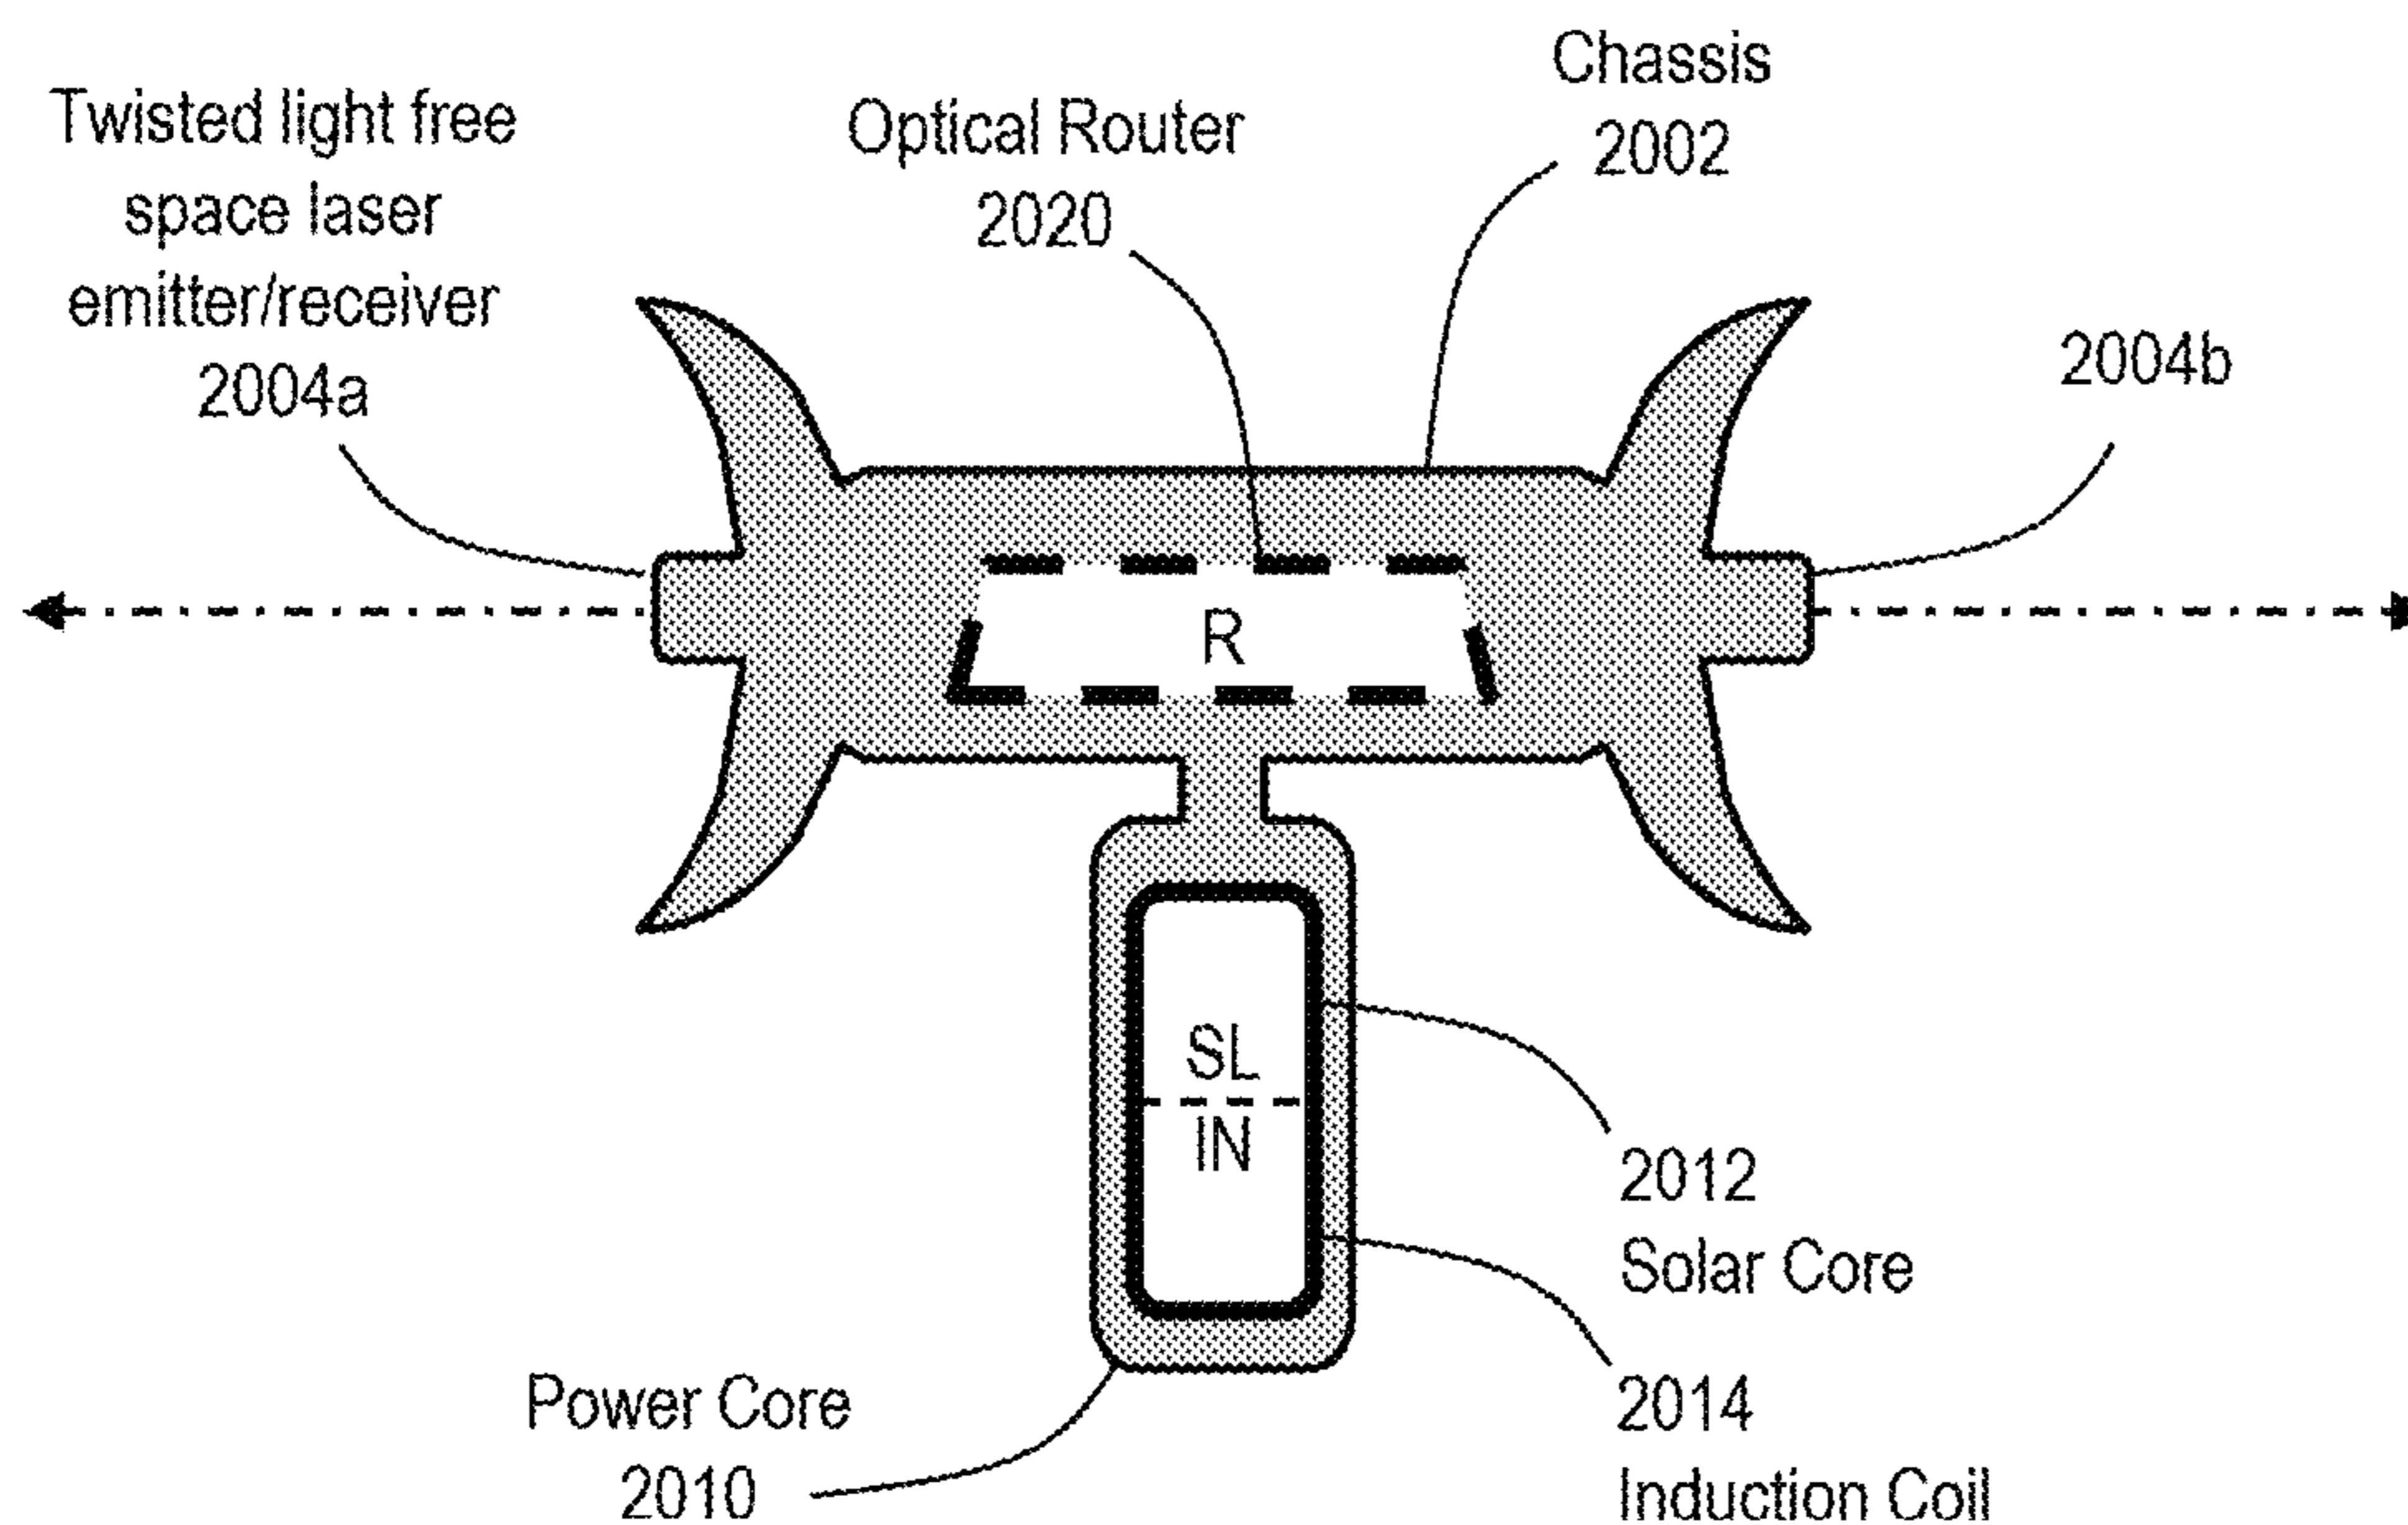 Twisted light free
space laser
emitter/receiver
2004a
Optical Router
2020
Chassis
2002
2004b
R
SL
IN
2012
Solar Core
2014
Induction Coil
Power Core
2010